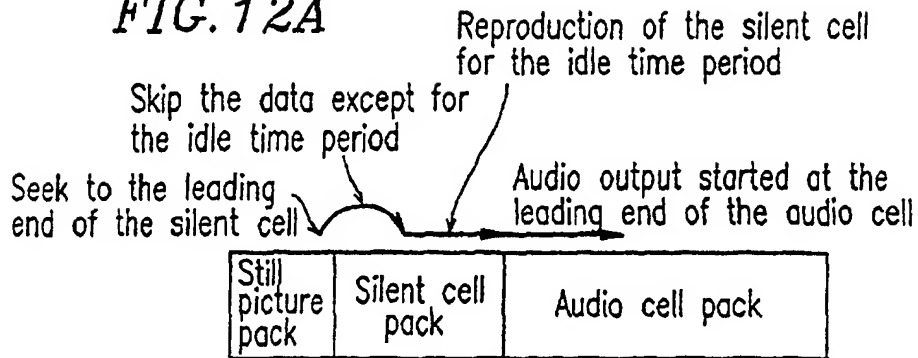 FIG. 12A
Reproduction of the silent cell
for the idle time period
Skip the data except for
the idle time period
Seek to the leading
end of the silent cell
Audio output started at the
leading end of the audio cell
Still
picture
pack
Silent cell
pack
Audio cell pack